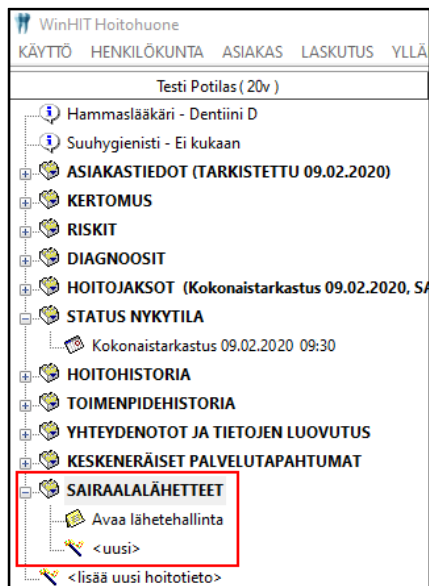 WinHIT Hoitohuone
KÄYTTÖ HENKILÖKUNTA ASIAKAS LASKUTUS YLLÄ
Testi Potilas ( 20v )
Hammaslääkäri - Dentiini D
Suuhygienisti - Ei kukaan
ASIAKASTIEDOT (TARKISTETTU 09.02.2020)
KERTOMUS
RISKIT
DIAGNOOSIT
HOITOJAKSOT (Kokonaistarkastus 09.02.2020, SA
STATUS NYKYTILA
Kokonaistarkastus 09.02.2020 09:30
HOITOHISTORIA
TOIMENPIDEHISTORIA
YHTEYDENOTOT JA TIETOJEN LUOVUTUS
KESKENERÄISET PALVELUTAPAHTUMAT
SAIRAALALÄHETTEET
Avaa lähetehallinta
<uusi>
<lisää uusi hoitotieto>